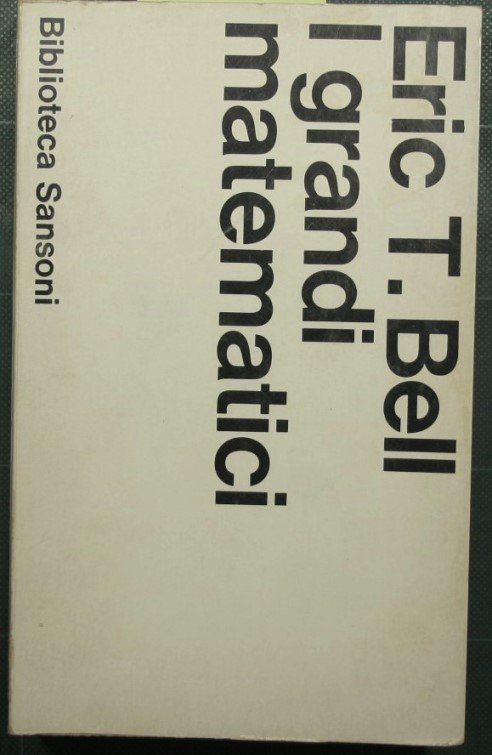 Eric T. Bell
I grandi
matematici
Biblioteca Sansoni